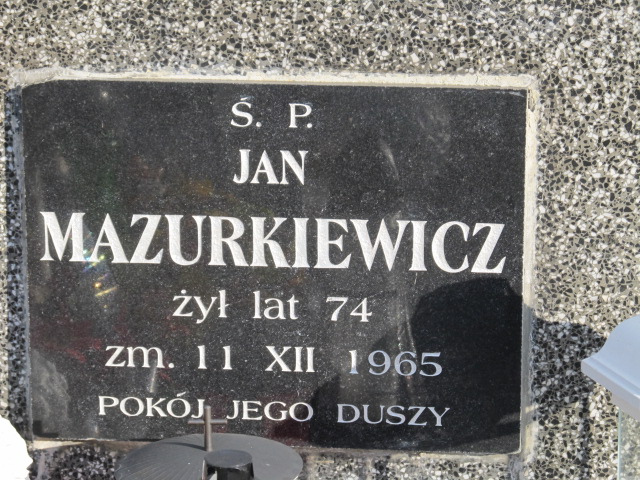 Ś. P.
JAN
MAZURKIEWICZ
żył lat 74
zm. 11 XII 1965
POKÓJ JEGO DUSZY